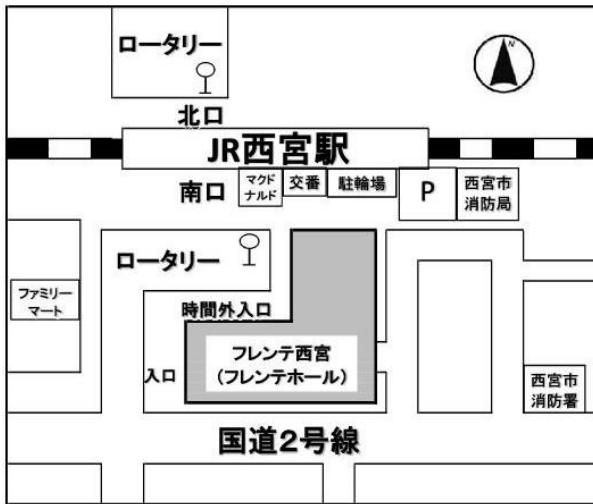 ロータリー
N
北口
JR西宮駅
南口
マクド
ナルド
交番
駐輪場
P
西宮市
消防局
ロータリー
ファミリー
マート
時間外入口
入口
フレンテ西宮
(フレンテホール)
西宮市
消防署
国道2号線